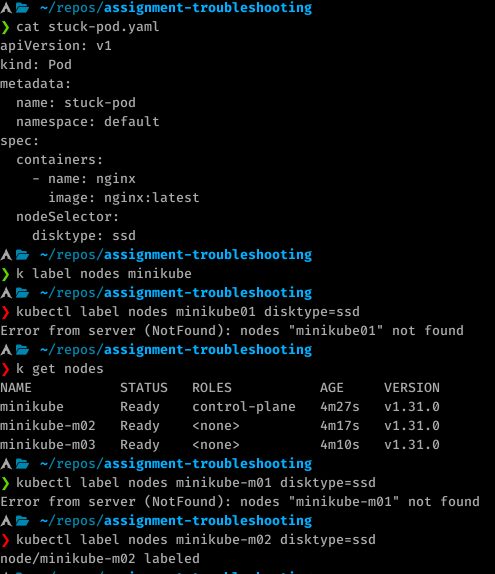 ~/repos/assignment-troubleshooting
❯ cat stuck-pod.yaml
apiVersion: v1
kind: Pod
metadata:
  name: stuck-pod
  namespace: default
spec:
  containers:
    - name: nginx
      image: nginx:latest
  nodeSelector:
    disktype: ssd
~/repos/assignment-troubleshooting
❯ k label nodes minikube
~/repos/assignment-troubleshooting
❯ kubectl label nodes minikube01 disktype=ssd
Error from server (NotFound): nodes "minikube01" not found
~/repos/assignment-troubleshooting
❯ k get nodes
NAME           STATUS   ROLES           AGE     VERSION
minikube       Ready    control-plane   4m27s   v1.31.0
minikube-m02   Ready    <none>          4m17s   v1.31.0
minikube-m03   Ready    <none>          4m10s   v1.31.0
~/repos/assignment-troubleshooting
❯ kubectl label nodes minikube-m01 disktype=ssd
Error from server (NotFound): nodes "minikube-m01" not found
~/repos/assignment-troubleshooting
❯ kubectl label nodes minikube-m02 disktype=ssd
node/minikube-m02 labeled